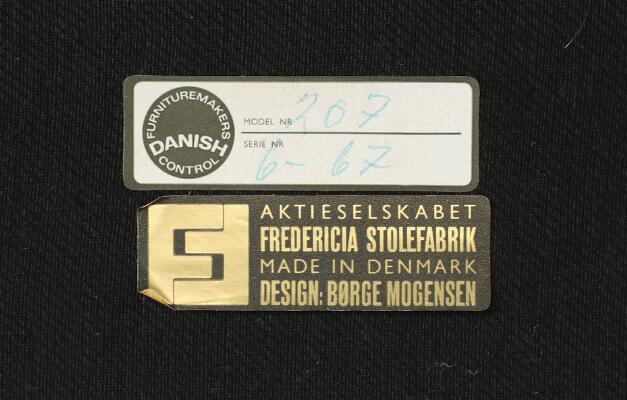 FURNITUREMAKERS
DANISH
CONTROL
MODEL NR 207
SERIE NR 6-67
AKTIESELSKABET
FREDERICIA STOLEFABRIK
MADE IN DENMARK
DESIGN: BØRGE MOGENSEN